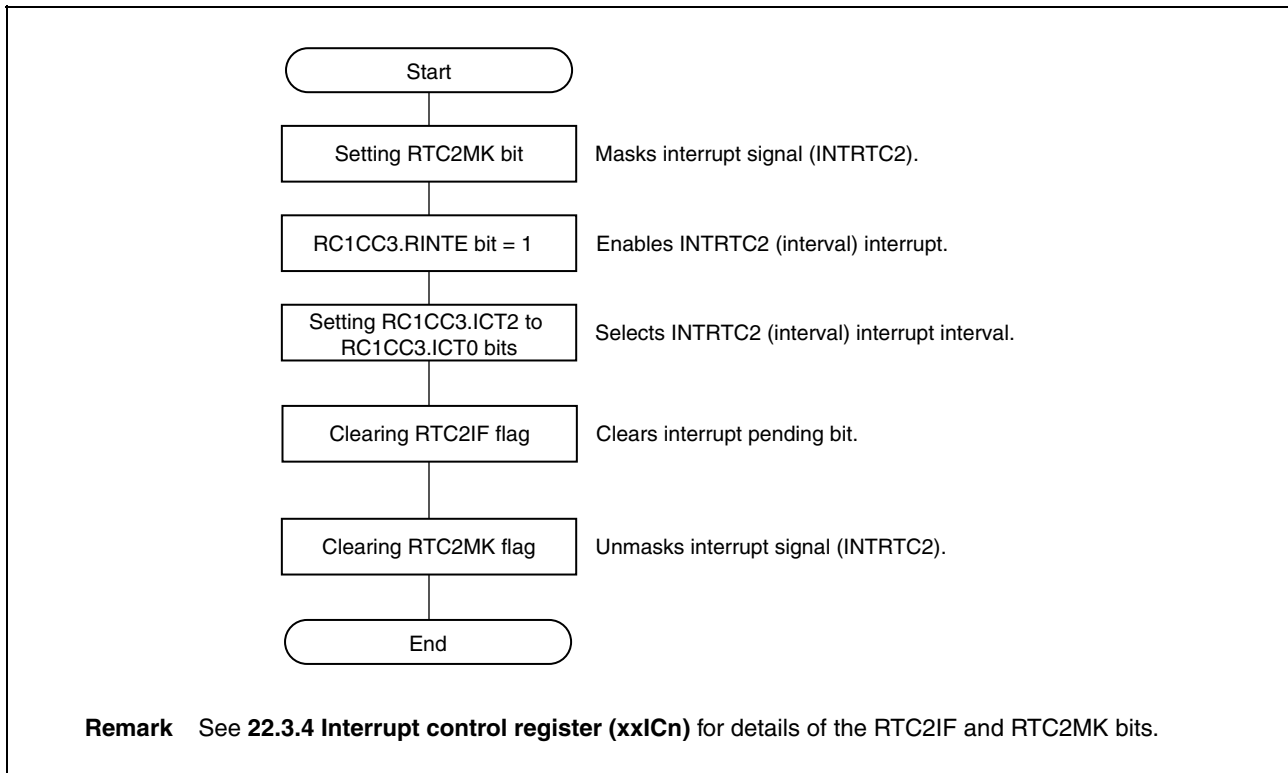 Start
Setting RTC2MK bit
Masks interrupt signal (INTRTC2).
RC1CC3.RINTE bit = 1
Enables INTRTC2 (interval) interrupt.
Setting RC1CC3.ICT2 to
RC1CC3.ICT0 bits
Selects INTRTC2 (interval) interrupt interval.
Clearing RTC2IF flag
Clears interrupt pending bit.
Clearing RTC2MK flag
Unmasks interrupt signal (INTRTC2).
End
Remark See 22.3.4 Interrupt control register (xxICn) for details of the RTC2IF and RTC2MK bits.